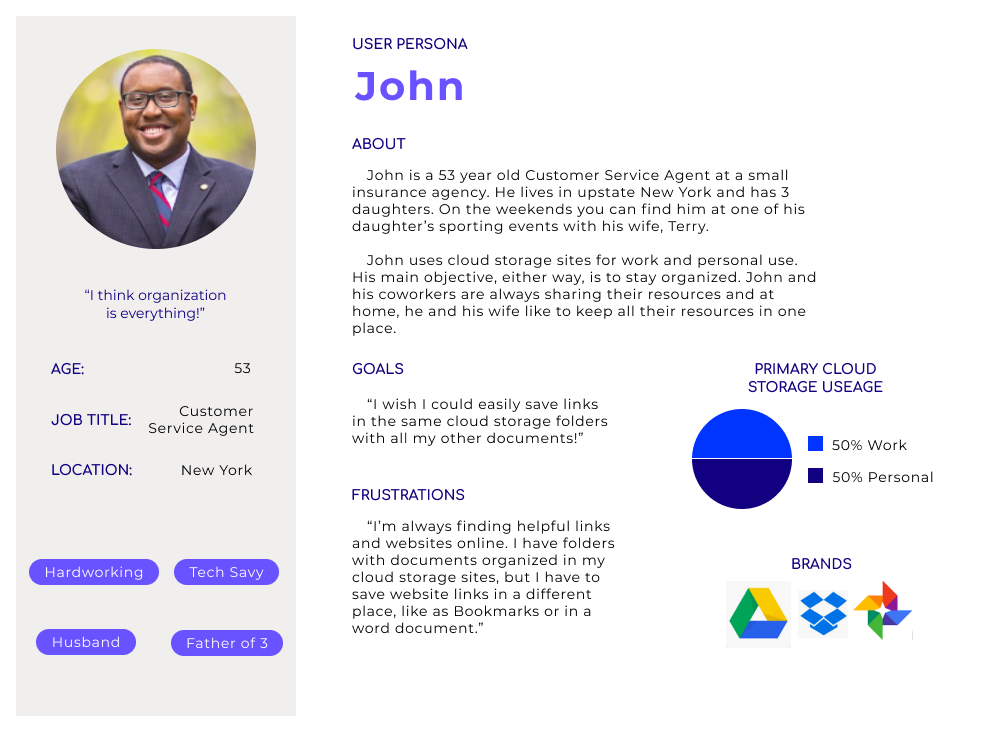 “I think organization
is everything!”
AGE:
53
JOB TITLE:
Customer
Service Agent
LOCATION:
New York
Hardworking
Tech Savy
Husband
Father of 3
USER PERSONA
John
ABOUT
John is a 53 year old Customer Service Agent at a small
insurance agency. He lives in upstate New York and has 3
daughters. On the weekends you can find him at one of his
daughter’s sporting events with his wife, Terry.
John uses cloud storage sites for work and personal use.
His main objective, either way, is to stay organized. John and
his coworkers are always sharing their resources and at
home, he and his wife like to keep all their resources in one
place.
GOALS
“I wish I could easily save links
in the same cloud storage folders
with all my other documents!”
FRUSTRATIONS
“I’m always finding helpful links
and websites online. I have folders
with documents organized in my
cloud storage sites, but I have to
save website links in a different
place, like as Bookmarks or in a
word document.”
PRIMARY CLOUD
STORAGE USEAGE
50% Work
50% Personal
BRANDS